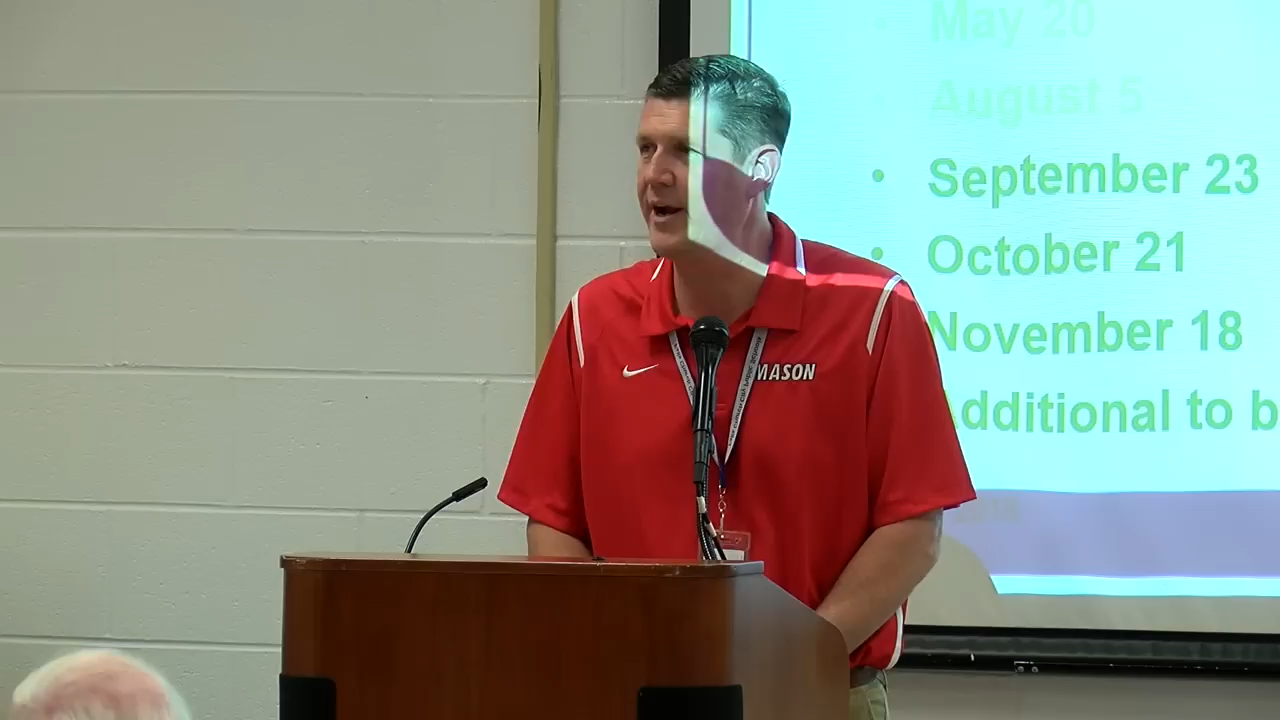 May 20
August 5
September 23
October 21
November 18
Additional to b
MASON